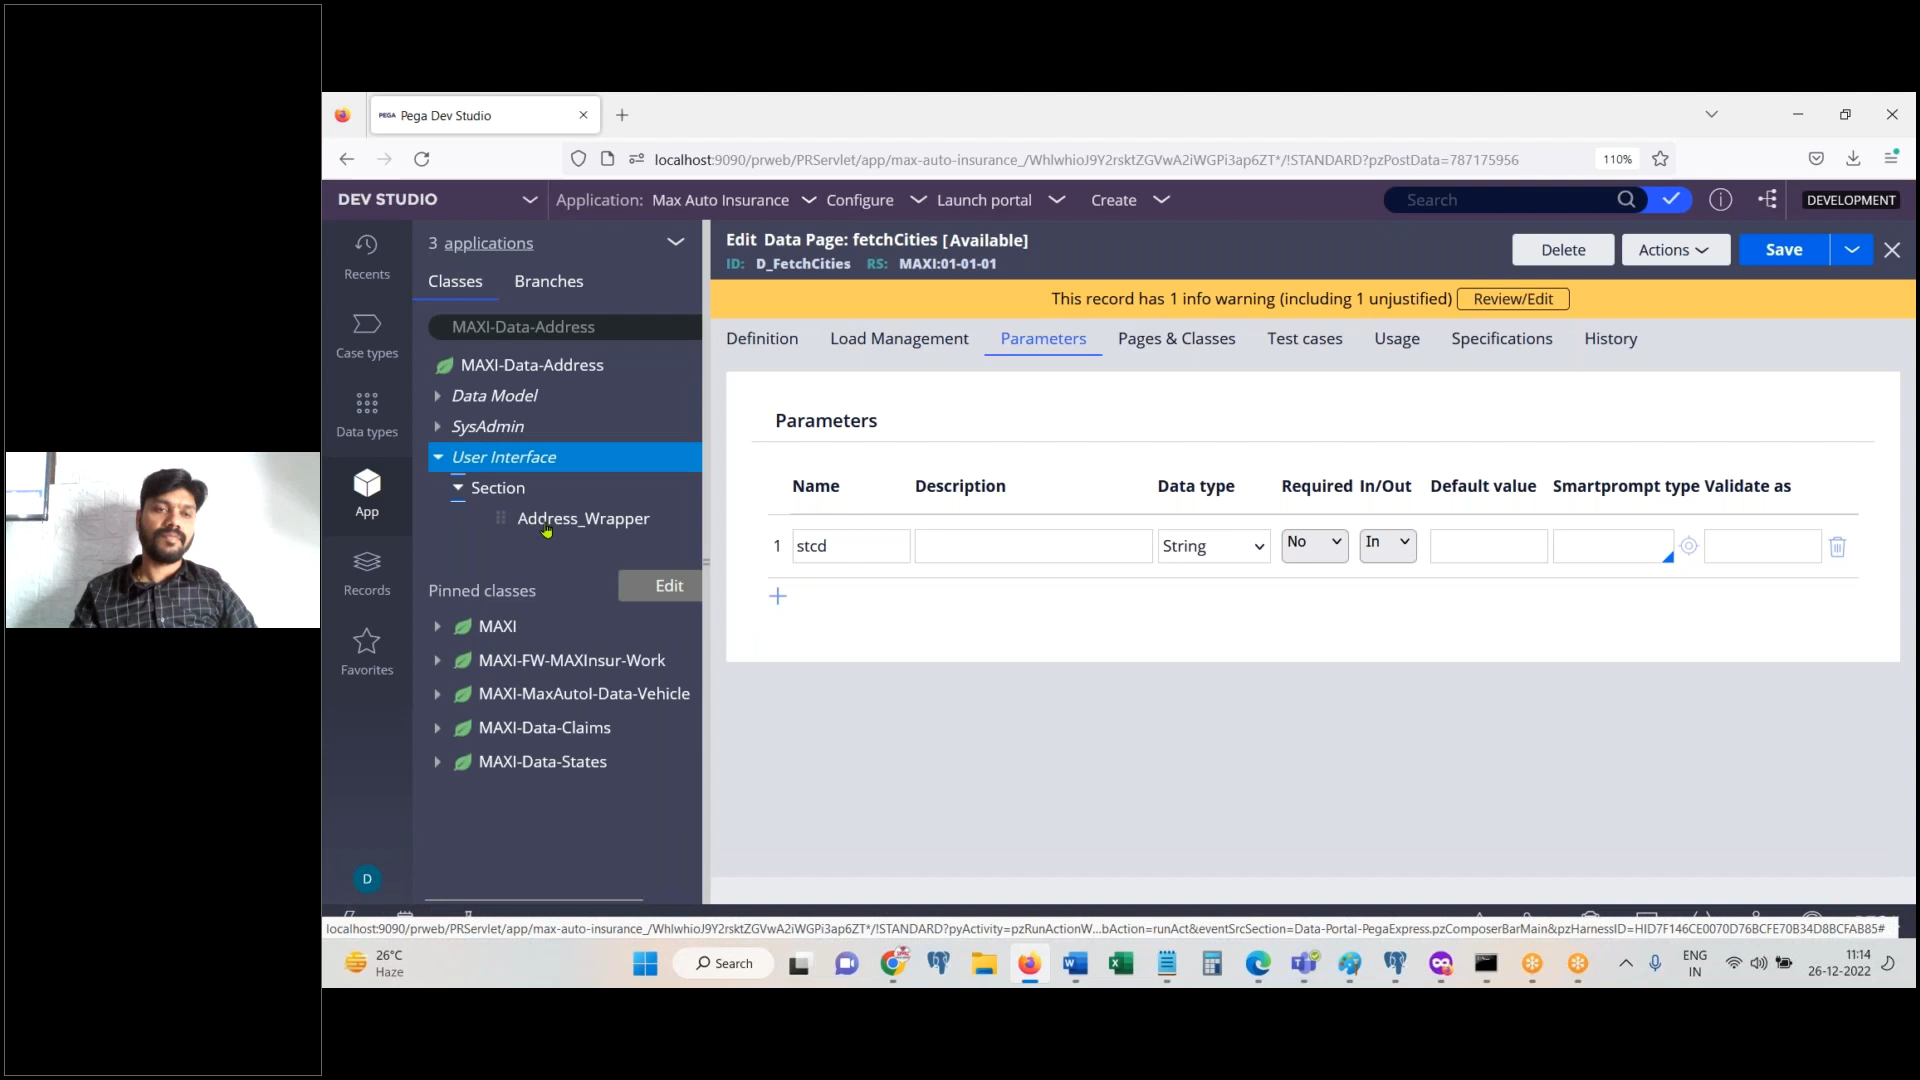 PEGA Pega Dev Studio
localhost:9090/prweb/PRServlet/app/max-auto-insurance_/WhlwhioJ9Y2rsktZGVwA2iWGPi3ap6ZT*/!STANDARD?pzPostData=787175956
110%
DEV STUDIO
Application: Max Auto Insurance
Configure
Launch portal
Create
Search
DEVELOPMENT
Recents
Case types
Data types
App
Records
Favorites
D
3 applications
Classes
Branches
MAXI-Data-Address
MAXI-Data-Address
Data Model
SysAdmin
User Interface
Section
Address_Wrapper
Pinned classes
Edit
MAXI
MAXI-FW-MAXInsur-Work
MAXI-MaxAutoI-Data-Vehicle
MAXI-Data-Claims
MAXI-Data-States
Edit Data Page: fetchCities [Available]
ID: D_FetchCities RS: MAXI:01-01-01
Delete
Actions
Save
This record has 1 info warning (including 1 unjustified) Review/Edit
Definition Load Management Parameters Pages & Classes Test cases Usage Specifications History
Parameters
Name Description Data type Required In/Out Default value Smartprompt type Validate as
1 stcd String No In
localhost:9090/prweb/PRServlet/app/max-auto-insurance_/WhlwhioJ9Y2rsktZGVwA2iWGPi3ap6ZT*/!STANDARD?pyActivity=pzRunActionW...bAction=runAct&eventSrcSection=Data-Portal-PegaExpress.pzComposerBarMain&pzHarnessID=HID7F146CE0070D76BCFE70B34D8BCFAB85#
26°C
Haze
Search
ENG
IN
11:14
26-12-2022